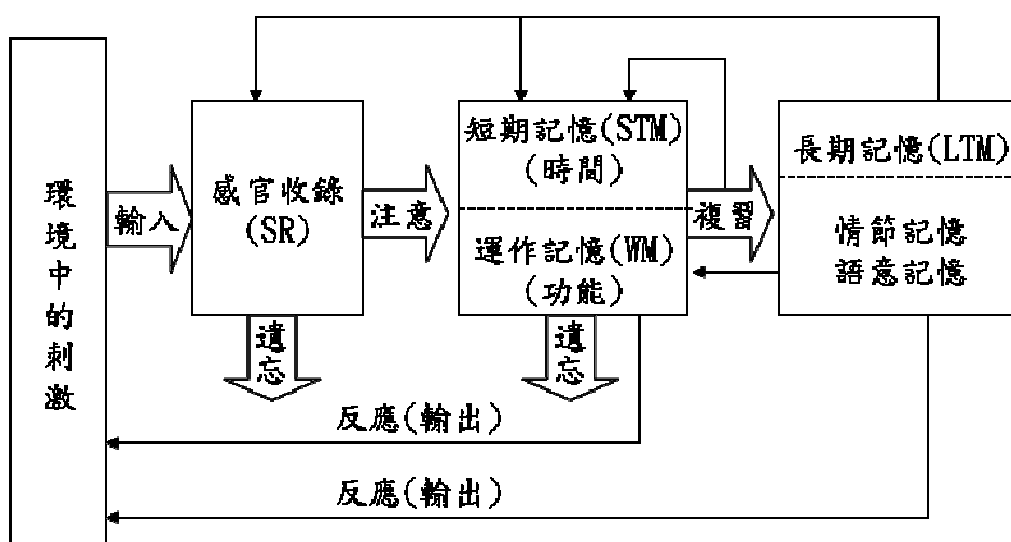 環境中的刺激
輸入
感官收錄
(SR)
遺忘
注意
短期記憶(STM)
(時間)
運作記憶(WM)
(功能)
遺忘
複習
長期記憶(LTM)
情節記憶
語意記憶
反應(輸出)
反應(輸出)